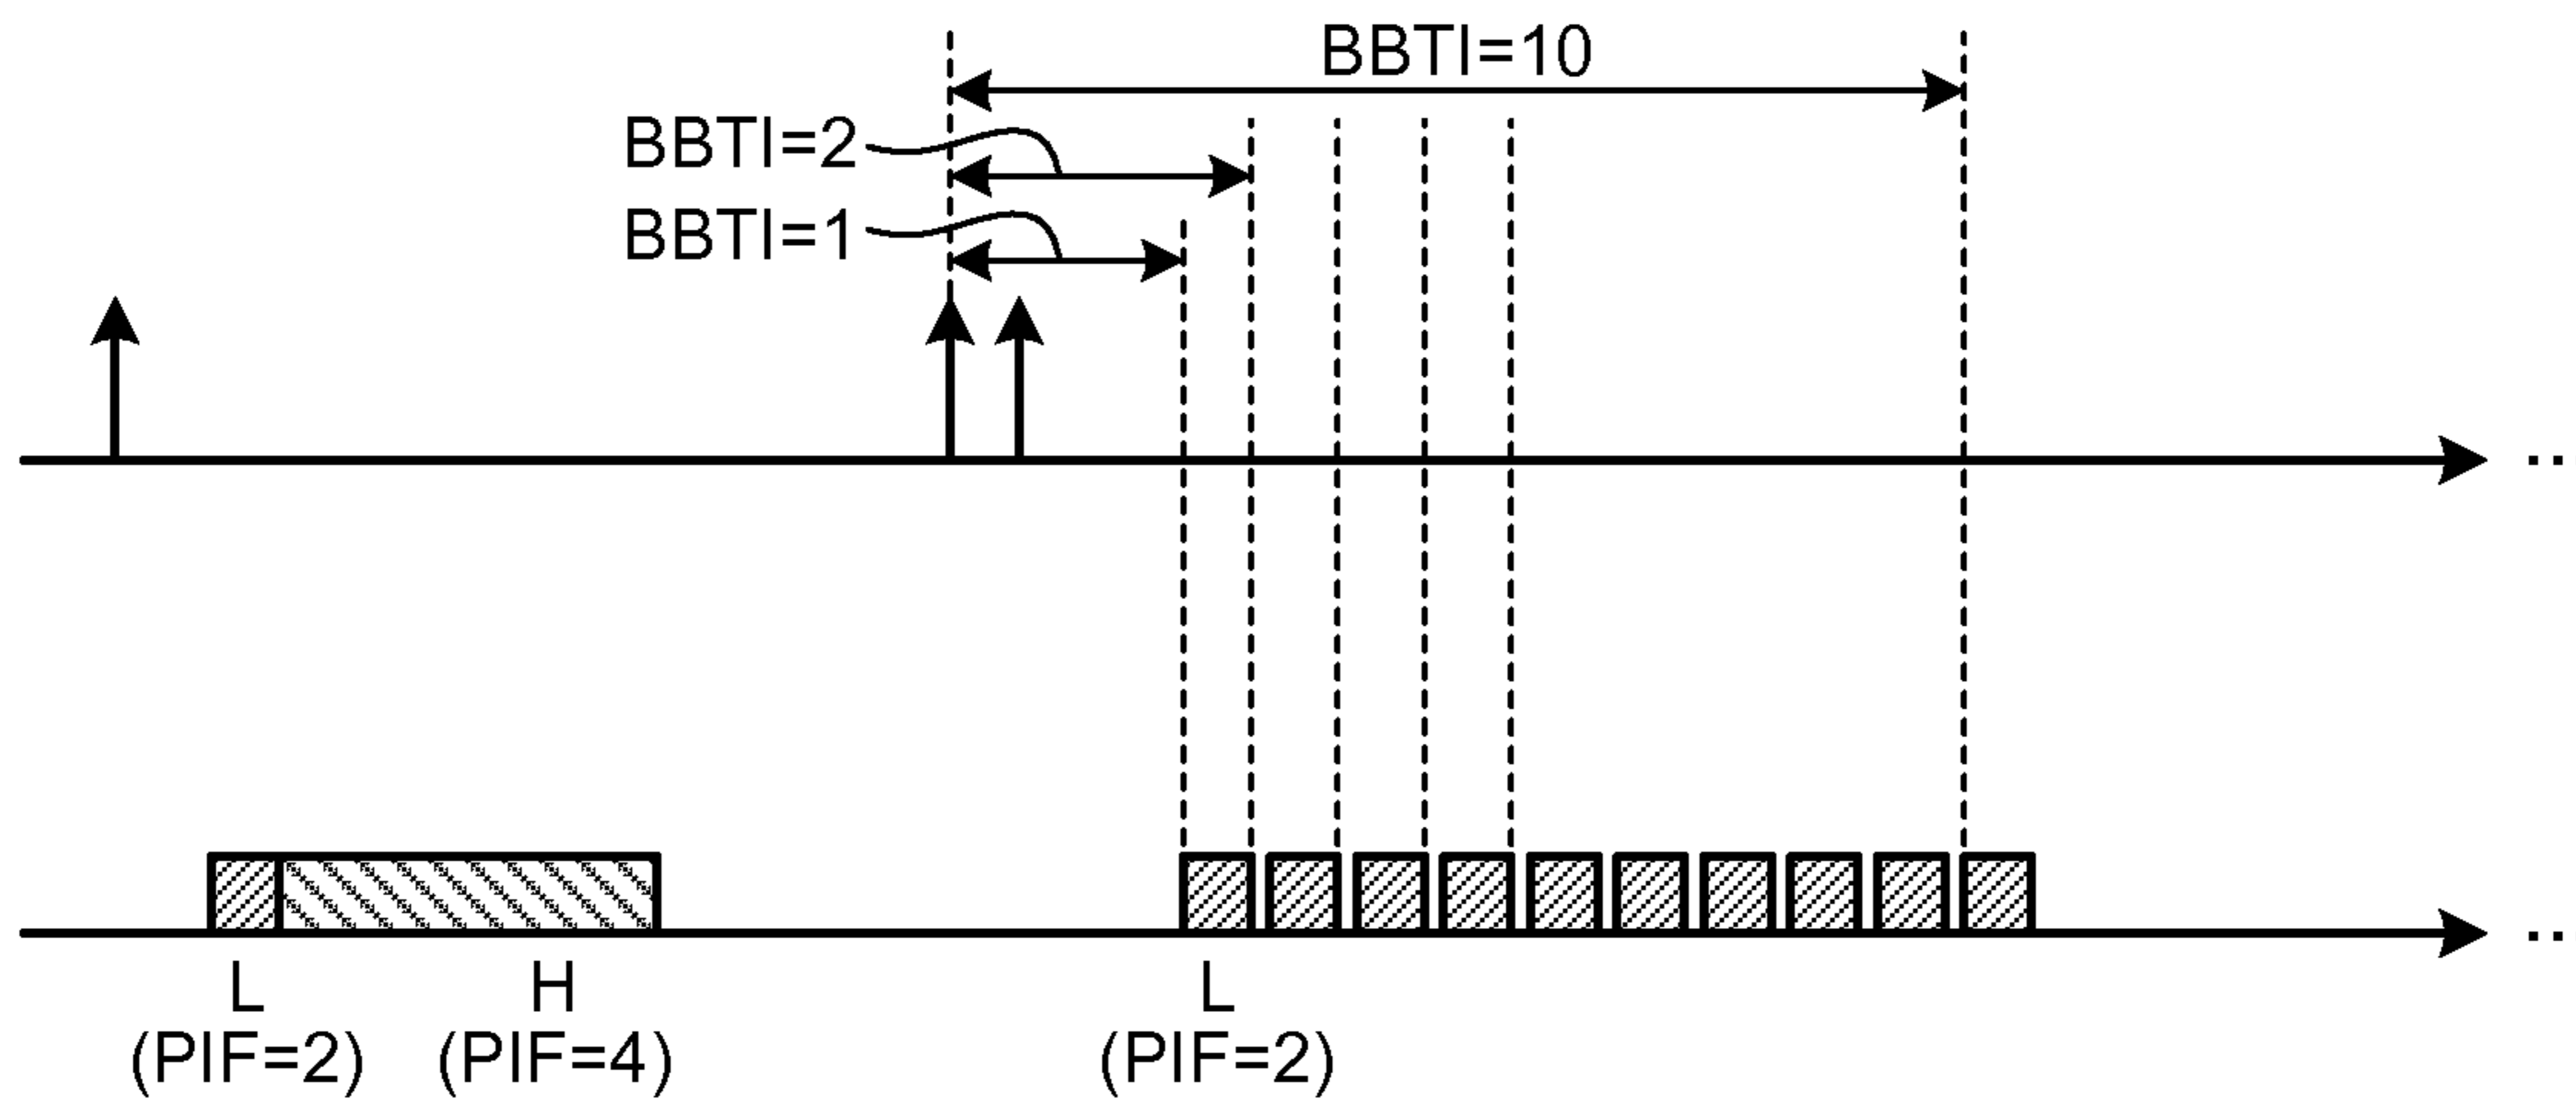 BBTI=10
BBTI=2
BBTI=1
L
(PIF=2)
H
(PIF=4)
L
(PIF=2)